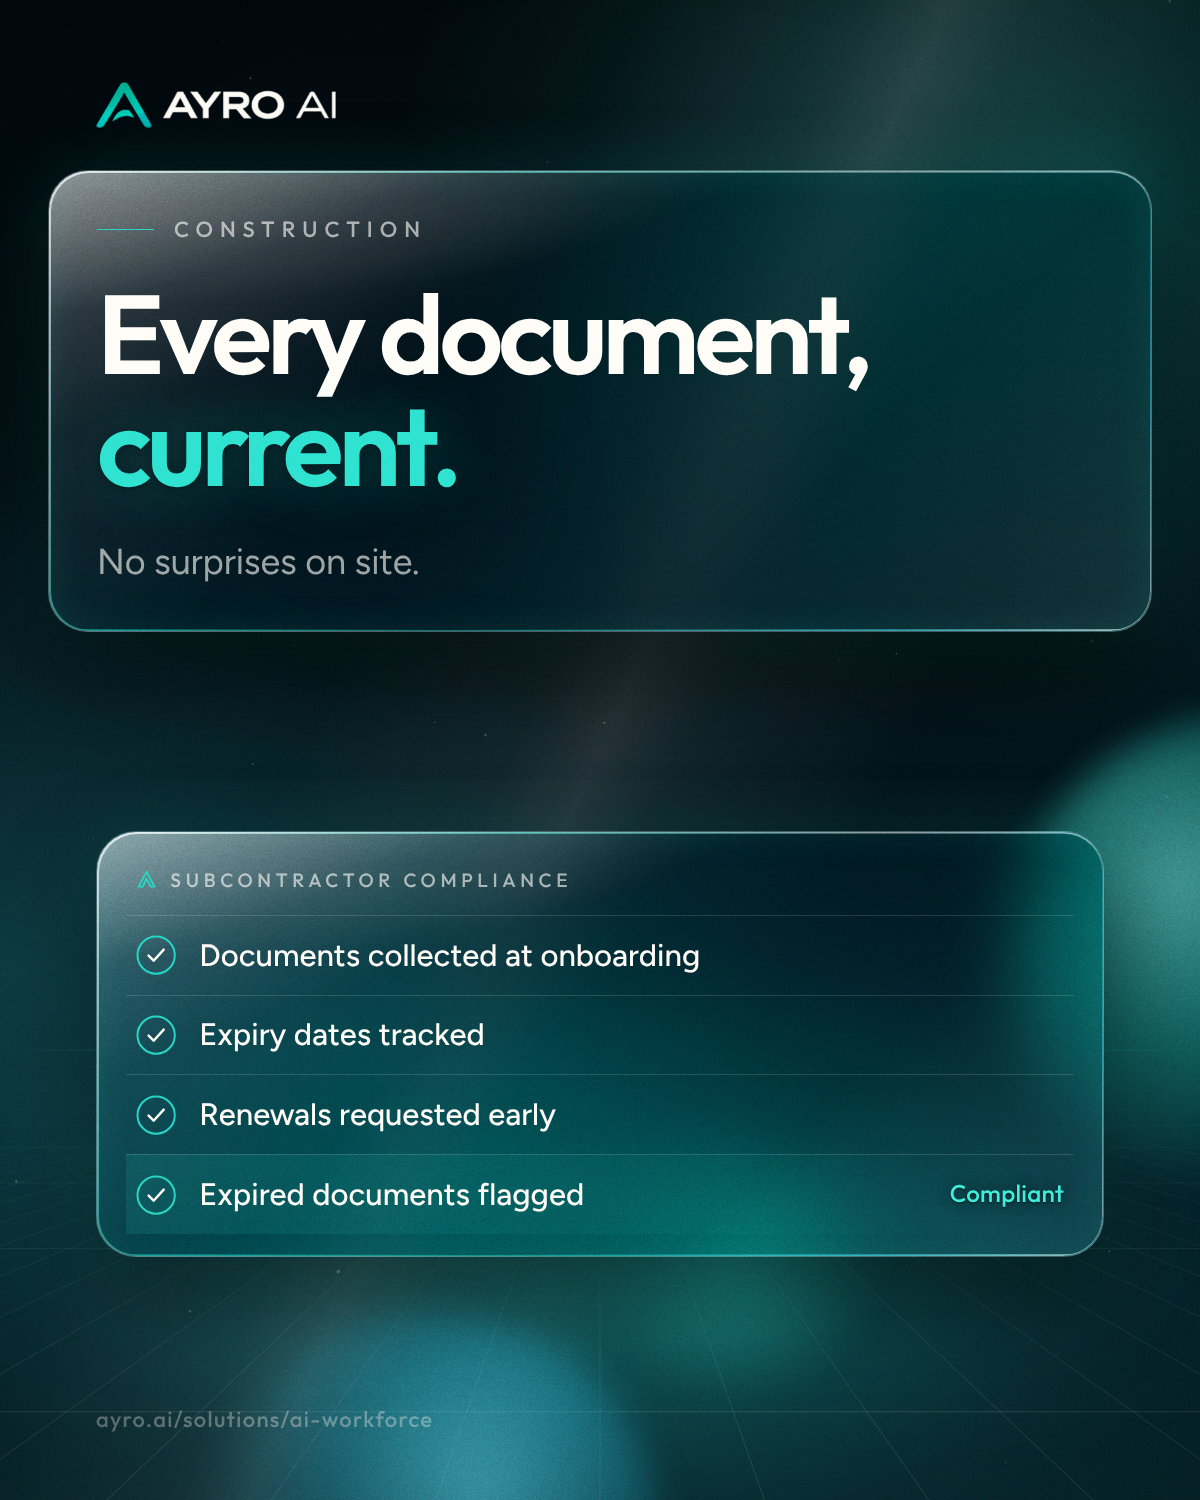 AYRO AI
CONSTRUCTION
Every document,
current.
No surprises on site.
SUBCONTRACTOR COMPLIANCE
Documents collected at onboarding
Expiry dates tracked
Renewals requested early
Expired documents flagged
Compliant
ayro.ai/solutions/ai-workforce